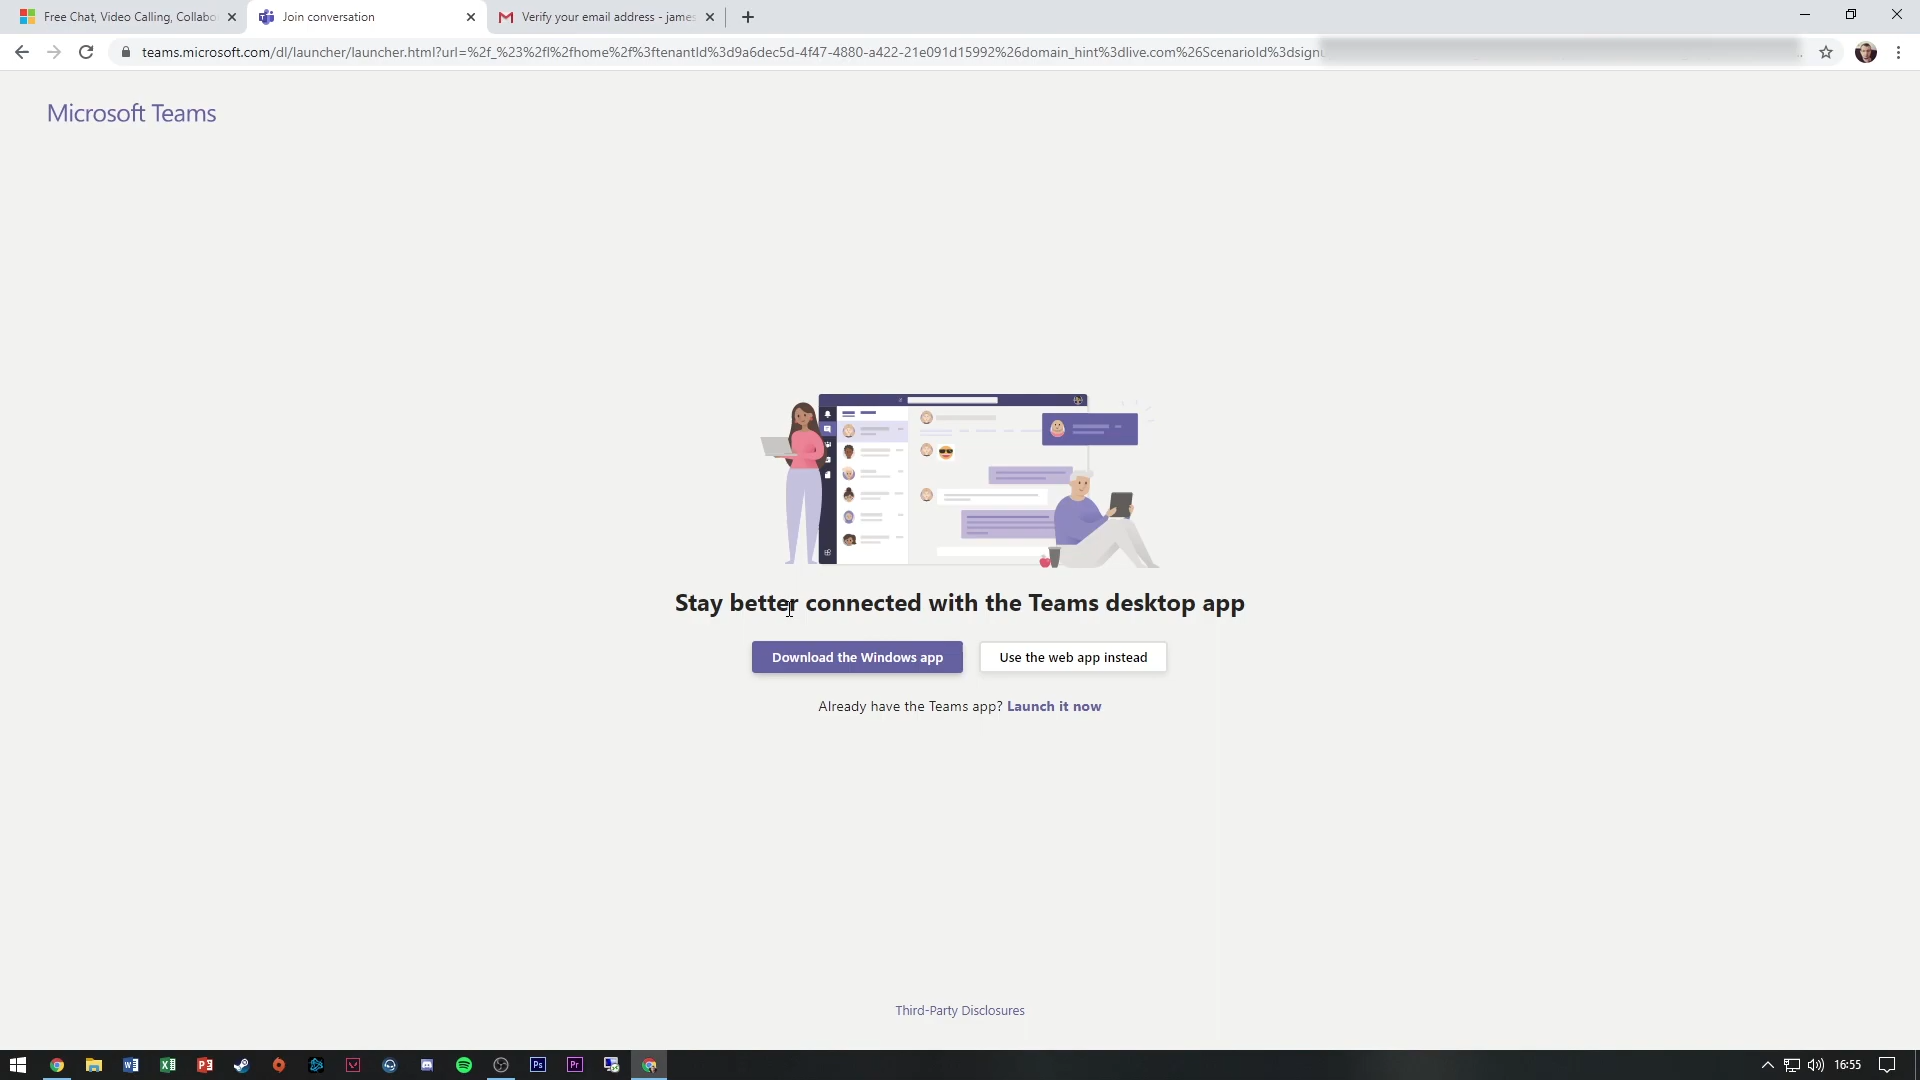 Free Chat, Video Calling, Collabo
Join conversation
Verify your email address - james
teams.microsoft.com/dl/launcher/launcher.html?url=%2f_%23%2fl%2fhome%2f%3ftenantId%3d9a6dec5d-4f47-4880-a422-21e091d15992%26domain_hint%3dlive.com%26ScenarioId%3dsignu
Microsoft Teams
Stay better connected with the Teams desktop app
Download the Windows app
Use the web app instead
Already have the Teams app? Launch it now
Third-Party Disclosures
Ps
Pr
16:55